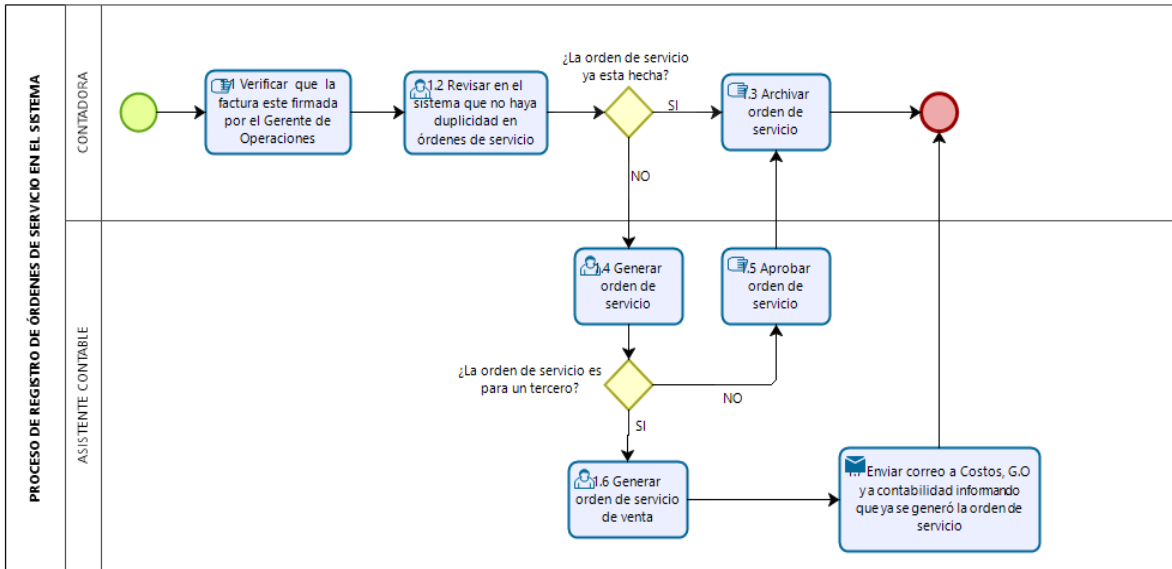 PROCESO DE REGISTRO DE ÓRDENES DE SERVICIO EN EL SISTEMA
CONTADORA
1.1 Verificar que la
factura este firmada
por el Gerente de
Operaciones
1.2 Revisar en el
sistema que no haya
duplicidad en
órdenes de servicio
¿La orden de servicio
ya esta hecha?
SI
NO
1.3 Archivar
orden de
servicio
ASISTENTE CONTABLE
1.4 Generar
orden de
servicio
1.5 Aprobar
orden de
servicio
¿La orden de servicio es
para un tercero?
NO
SI
1.6 Generar
orden de servicio
de venta
Enviar correo a Costos, G.O
y a contabilidad informando
que ya se generó la orden de
servicio